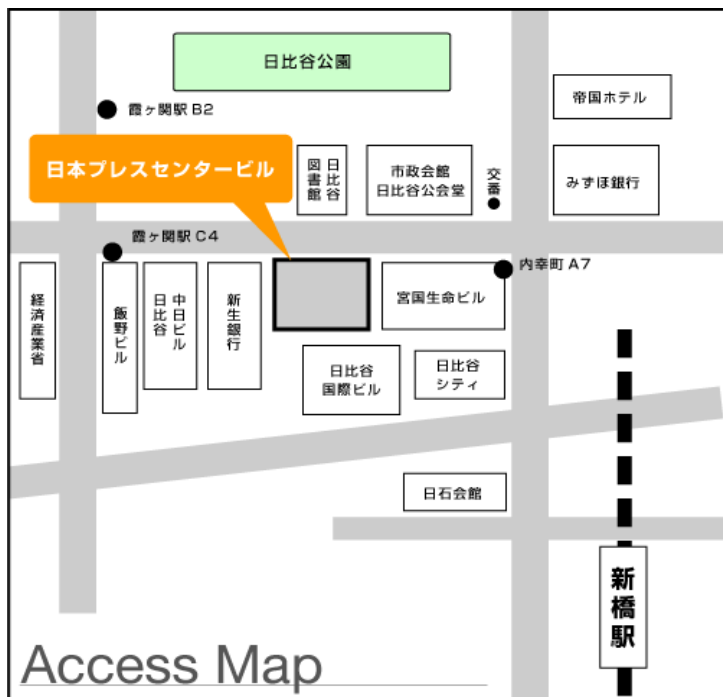 日比谷公園
霞ヶ関駅 B2
帝国ホテル
日本プレスセンタービル
日比谷
図書館
市政会館
日比谷公会堂
交番
みずほ銀行
霞ヶ関駅 C4
内幸町 A7
経済産業省
飯野ビル
中日ビル
日比谷
新生銀行
宮国生命ビル
日比谷
国際ビル
日比谷
シティ
日石会館
新橋駅
Access Map